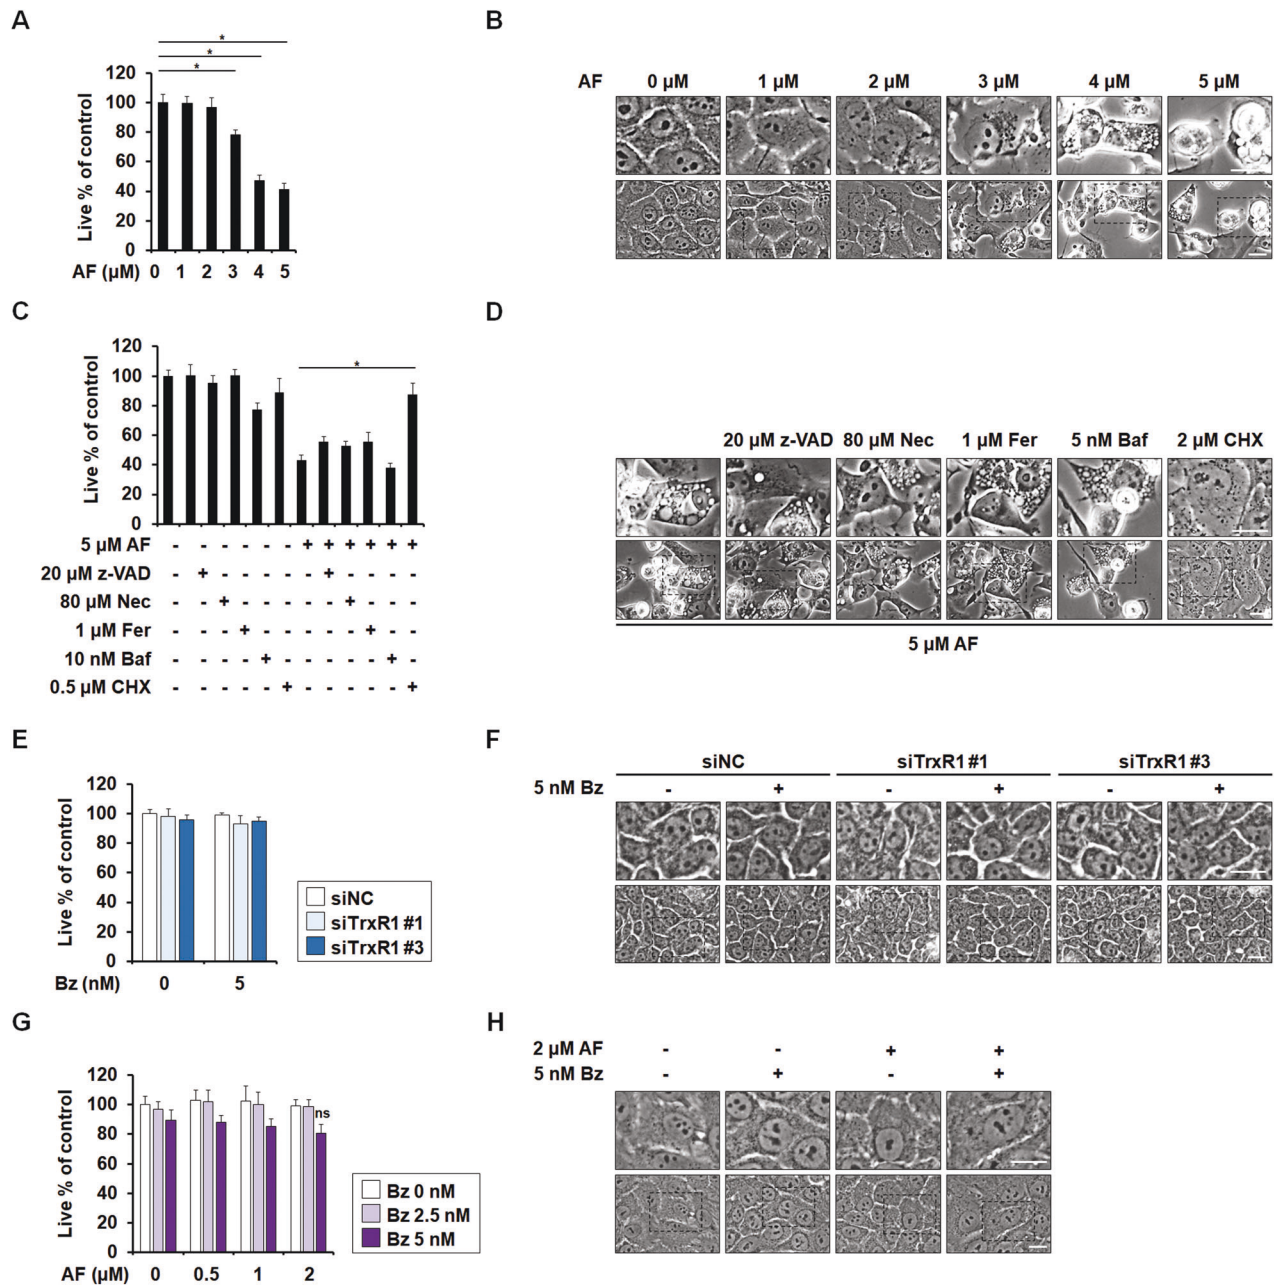 A
*
*
*
120
100
80
60
40
20
0
Live % of control
AF (µM) 0 1 2 3 4 5
B
AF 0 µM 1 µM 2 µM 3 µM 4 µM 5 µM
C
*
120
100
80
60
40
20
0
Live % of control
5 µM AF - - - - - - + + + + + +
20 µM z-VAD - + - - - - - + - - - -
80 µM Nec - - + - - - - - + - - -
1 µM Fer - - - + - - - - - + - -
10 nM Baf - - - - + - - - - - + -
0.5 µM CHX - - - - - + - - - - - +
D
20 µM z-VAD 80 µM Nec 1 µM Fer 5 nM Baf 2 µM CHX
5 µM AF
E
120
100
80
60
40
20
0
Live % of control
Bz (nM) 0 5
siNC
siTrxR1 #1
siTrxR1 #3
F
siNC siTrxR1 #1 siTrxR1 #3
5 nM Bz - + - + - +
G
120
100
80
60
40
20
0
Live % of control
ns
AF (µM) 0 0.5 1 2
Bz 0 nM
Bz 2.5 nM
Bz 5 nM
H
2 µM AF - - + +
5 nM Bz - + - +